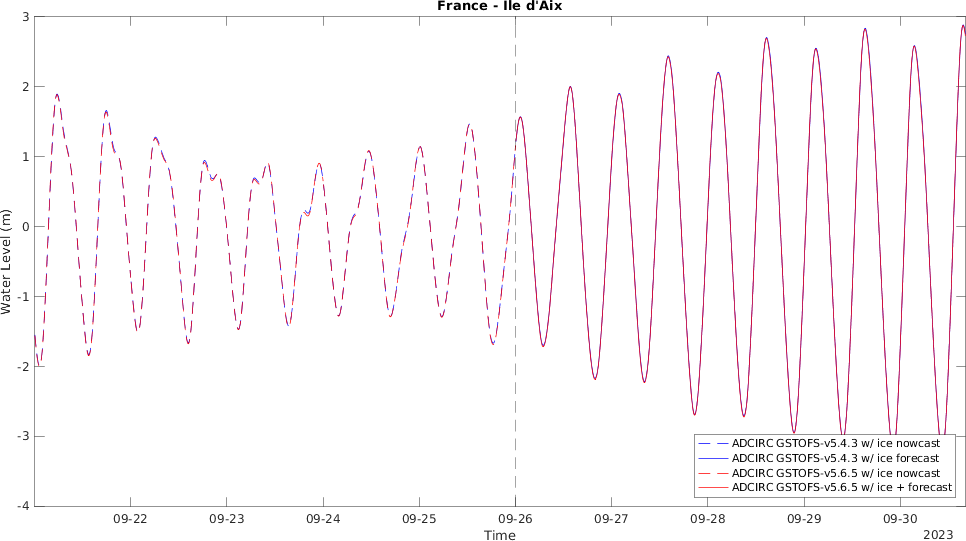 France - Ile d'Aix
3
2
1
0
-1
-2
-3
-4
Water Level (m)
ADCIRC GSTOFS-v5.4.3 w/ ice nowcast
ADCIRC GSTOFS-v5.4.3 w/ ice forecast
ADCIRC GSTOFS-v5.6.5 w/ ice nowcast
ADCIRC GSTOFS-v5.6.5 w/ ice + forecast
09-22 09-23 09-24 09-25 09-26 09-27 09-28 09-29 09-30
Time
2023